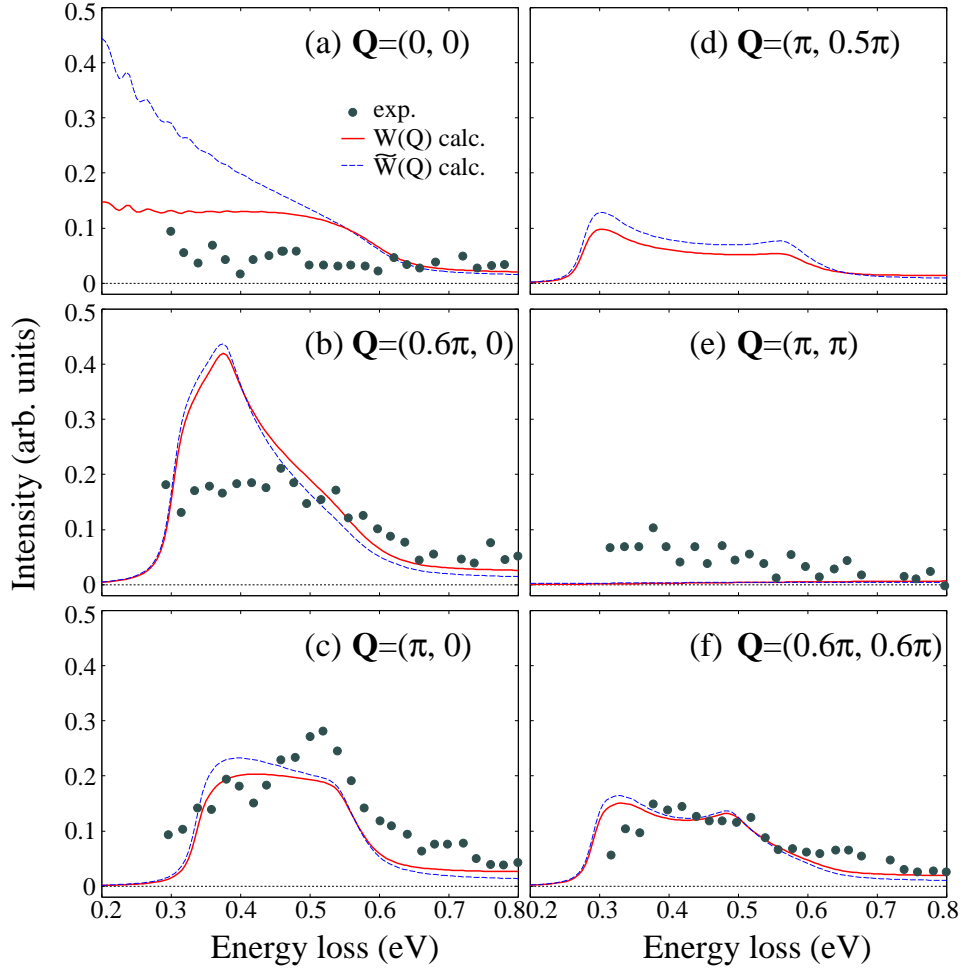 (a) Q=(0, 0)
exp.
W(Q) calc.
W̃(Q) calc.
0.5
0.4
0.3
0.2
0.1
0
(d) Q=(π, 0.5π)
Intensity (arb. units)
(b) Q=(0.6π, 0)
0.5
0.4
0.3
0.2
0.1
0
(e) Q=(π, π)
(c) Q=(π, 0)
0.5
0.4
0.3
0.2
0.1
0
0.2 0.3 0.4 0.5 0.6 0.7 0.8
Energy loss (eV)
(f) Q=(0.6π, 0.6π)
0.2 0.3 0.4 0.5 0.6 0.7 0.8
Energy loss (eV)